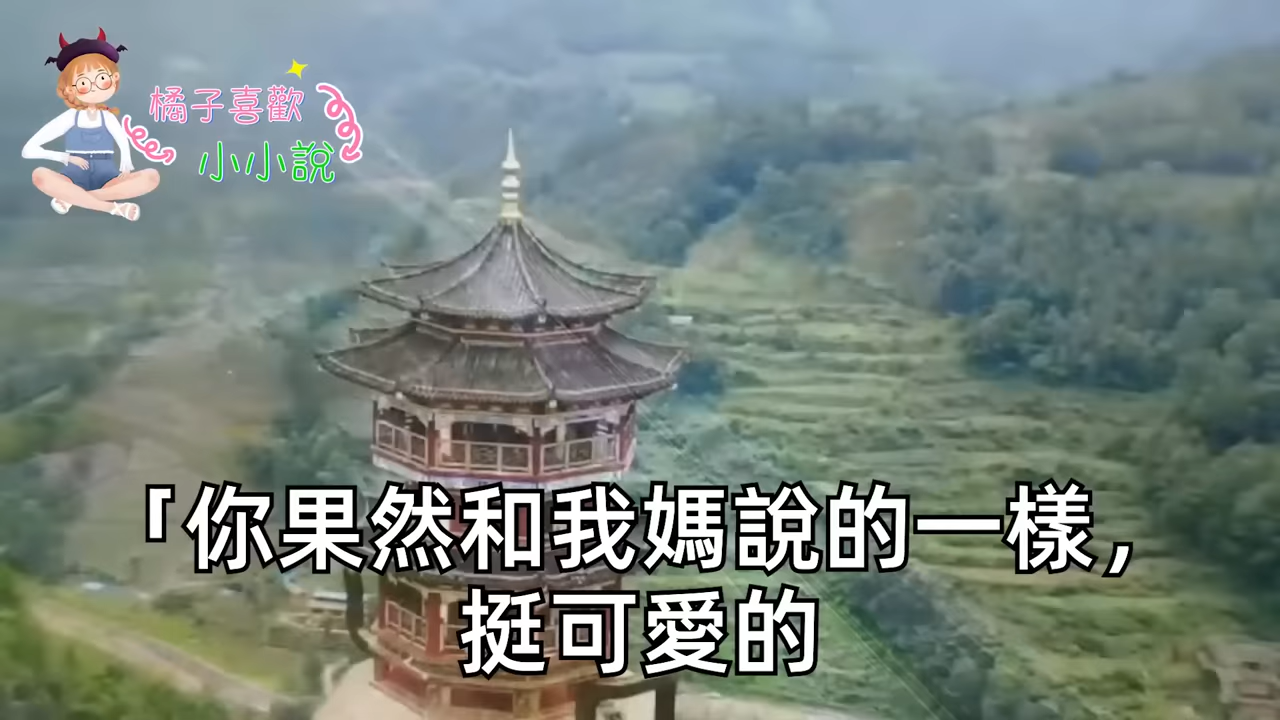 橘子喜歡
小小說
「你果然和我媽說的一樣，
挺可愛的